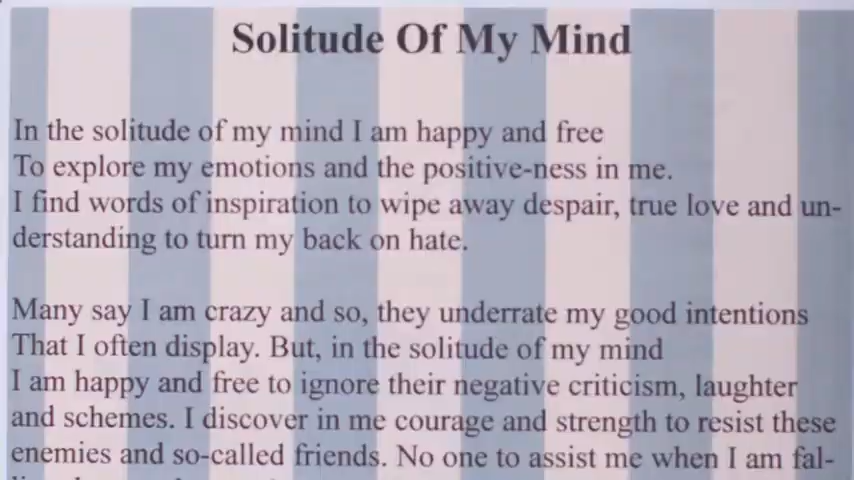 Solitude Of My Mind
In the solitude of my mind I am happy and free
To explore my emotions and the positive-ness in me.
I find words of inspiration to wipe away despair, true love and un-
derstanding to turn my back on hate.
Many say I am crazy and so, they underrate my good intentions
That I often display. But, in the solitude of my mind
I am happy and free to ignore their negative criticism, laughter
and schemes. I discover in me courage and strength to resist these
enemies and so-called friends. No one to assist me when I am fal-